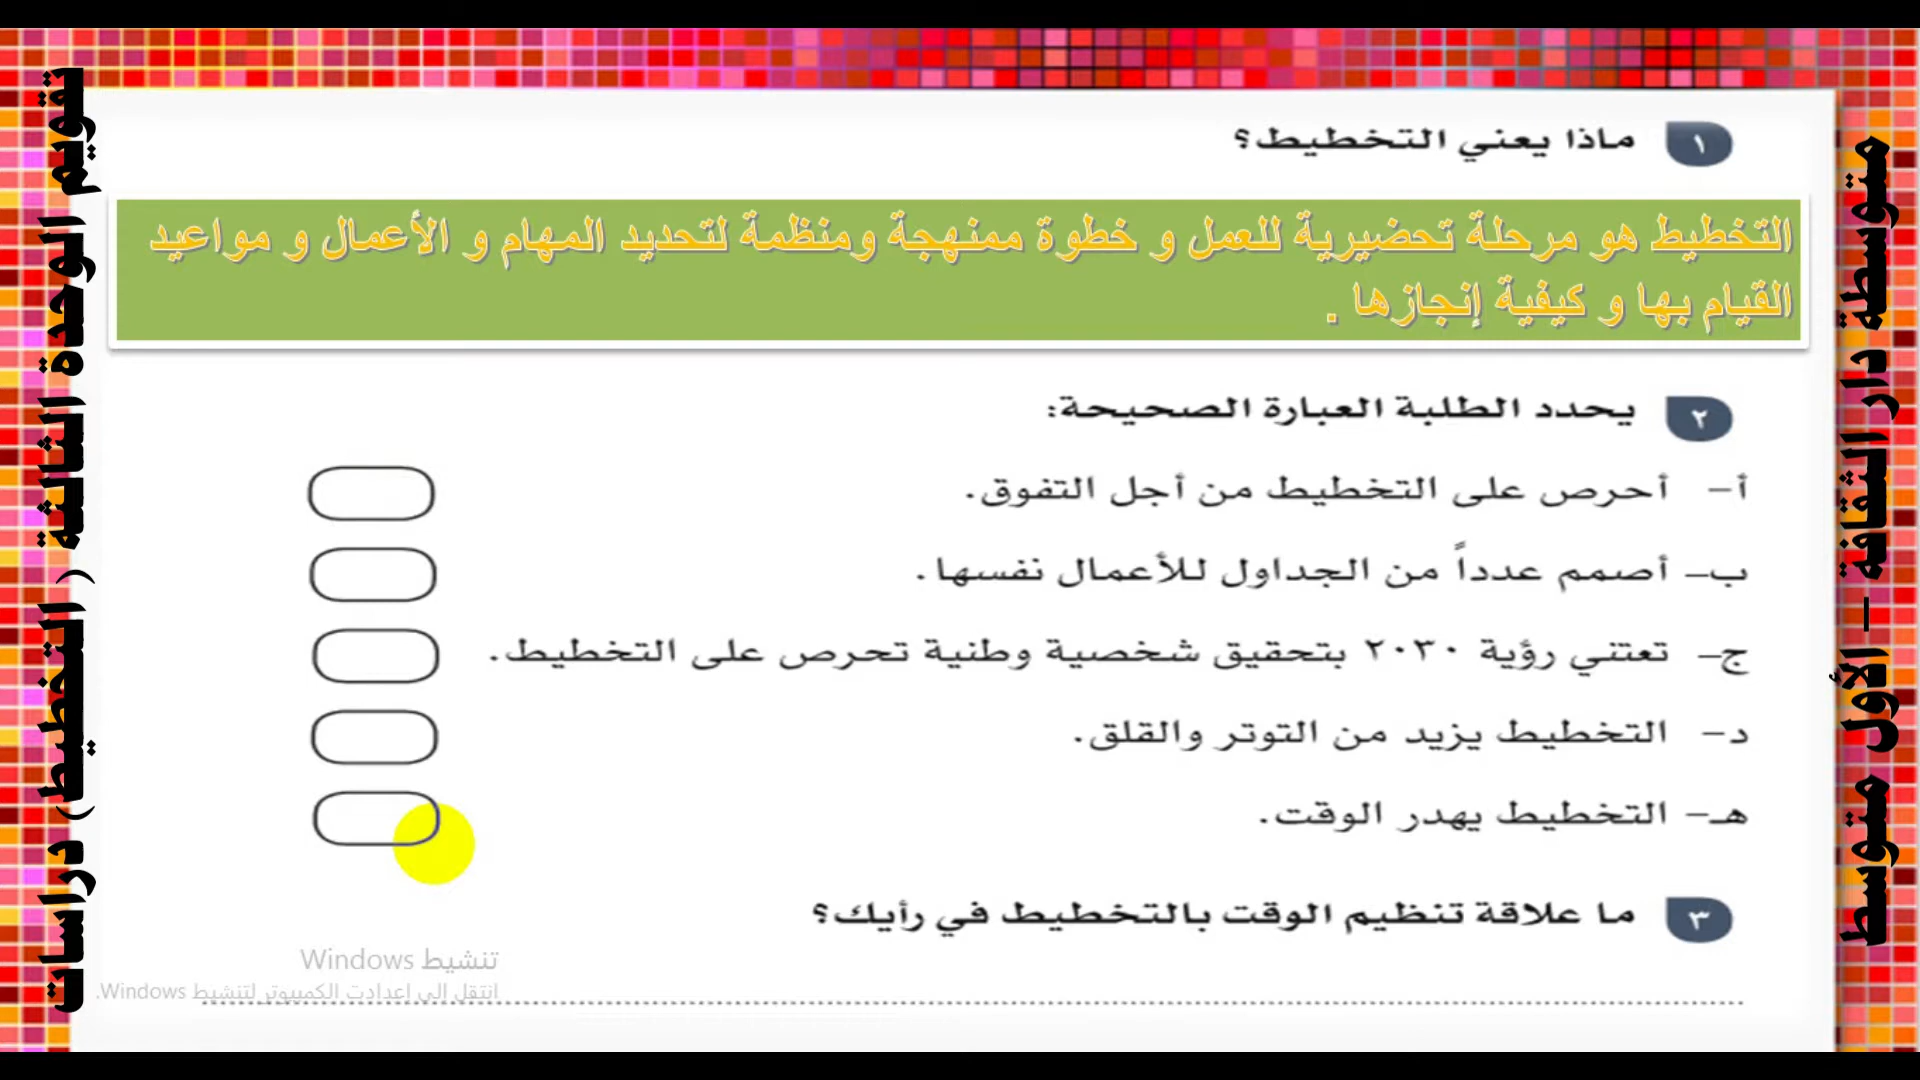 ١ ماذا يعني التخطيط؟
التخطيط هو مرحلة تحضيرية للعمل و خطوة ممنهجة ومنظمة لتحديد المهام و الأعمال و مواعيد
القيام بها و كيفية إنجازها .
٢ يحدد الطلبة العبارة الصحيحة:
أ- أحرص على التخطيط من أجل التفوق.
ب- أصمم عدداً من الجداول للأعمال نفسها.
ج- تعتني رؤية ٢٠٣٠ بتحقيق شخصية وطنية تحرص على التخطيط.
د- التخطيط يزيد من التوتر والقلق.
هـ- التخطيط يهدر الوقت.
٣ ما علاقة تنظيم الوقت بالتخطيط في رأيك؟
تنشيط Windows
انتقل إلى إعدادت الكمبيوتر لتنشيط Windows.
متوسطة دار الثقافة – الأول متوسط
تقويم الوحدة الثالثة ( التخطيط) دراسات